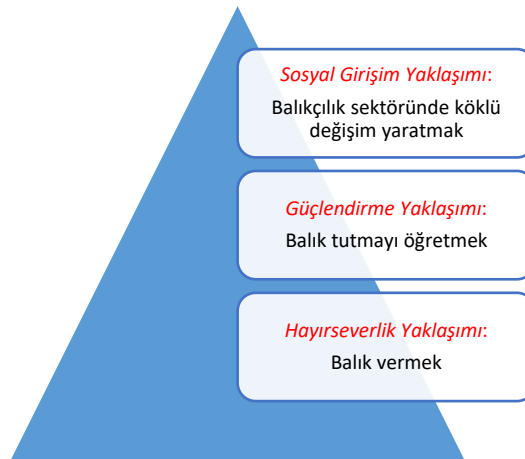 Sosyal Girişim Yaklaşımı:
Balıkçılık sektöründe köklü
değişim yaratmak
Güçlendirme Yaklaşımı:
Balık tutmayı öğretmek
Hayırseverlik Yaklaşımı:
Balık vermek